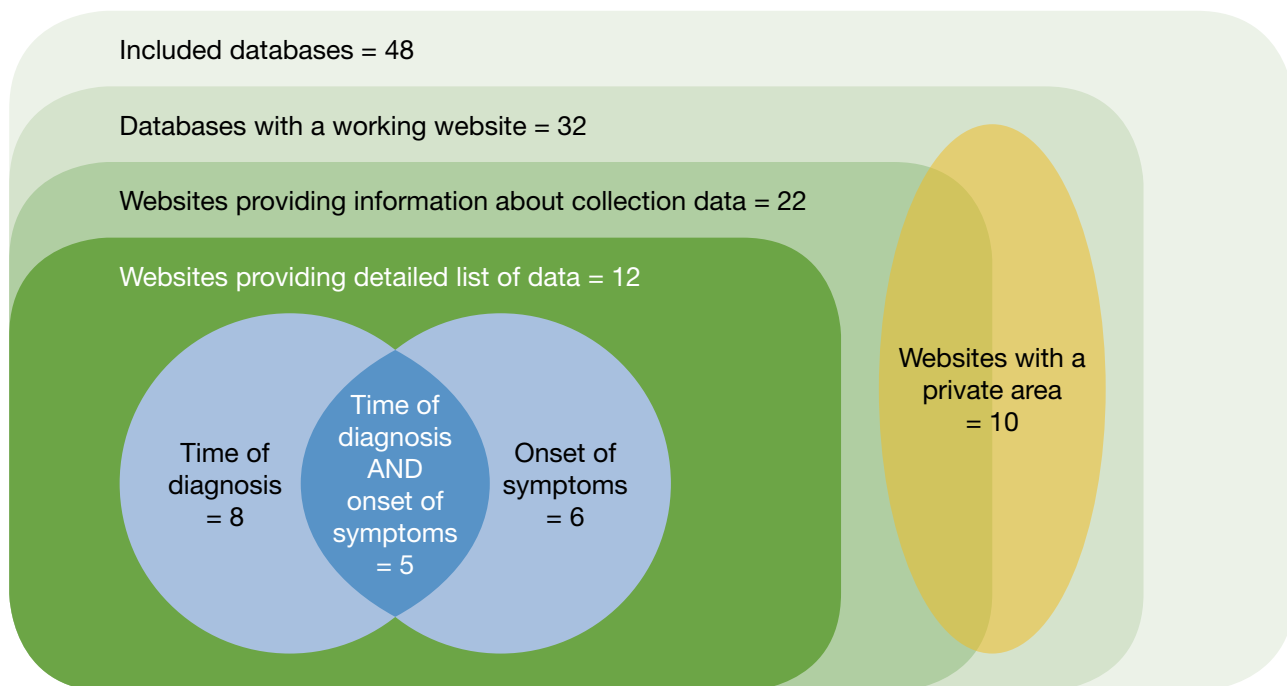 Included databases = 48
Databases with a working website = 32
Websites providing information about collection data = 22
Websites providing detailed list of data = 12
Time of
diagnosis
= 8
Time of
diagnosis
AND
onset of
symptoms
= 5
Onset of
symptoms
= 6
Websites with a
private area
= 10